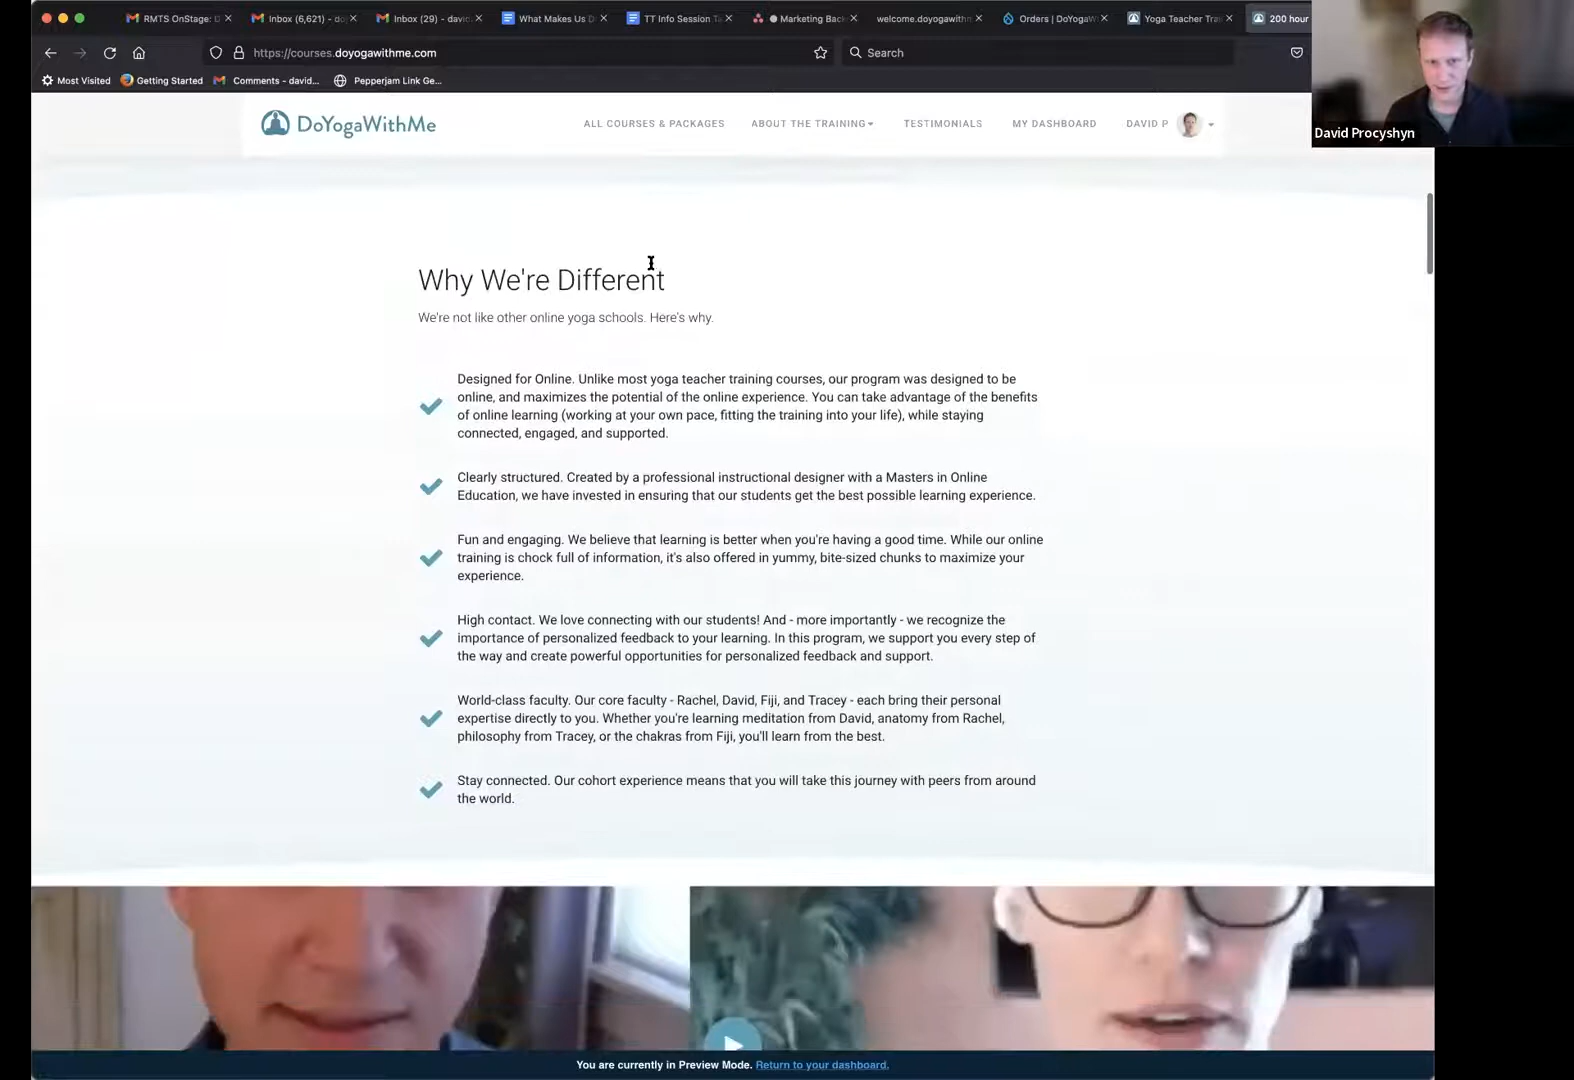 RMTS OnStage: D
Inbox (6,621) - do
Inbox (29) - david
What Makes Us D
TT Info Session T
Marketing Bac
welcome.doyogawithm
Orders | DoYogaW
Yoga Teacher Trai
200 hour
https://courses.doyogawithme.com
Search
Most Visited
Getting Started
Comments - david...
Pepperjam Link Ge...
David Procyshyn
DoYogaWithMe
ALL COURSES & PACKAGES
ABOUT THE TRAINING
TESTIMONIALS
MY DASHBOARD
DAVID P
Why We're Different
We're not like other online yoga schools. Here's why.
Designed for Online. Unlike most yoga teacher training courses, our program was designed to be
online, and maximizes the potential of the online experience. You can take advantage of the benefits
of online learning (working at your own pace, fitting the training into your life), while staying
connected, engaged, and supported.
Clearly structured. Created by a professional instructional designer with a Masters in Online
Education, we have invested in ensuring that our students get the best possible learning experience.
Fun and engaging. We believe that learning is better when you're having a good time. While our online
training is chock full of information, it's also offered in yummy, bite-sized chunks to maximize your
experience.
High contact. We love connecting with our students! And - more importantly - we recognize the
importance of personalized feedback to your learning. In this program, we support you every step of
the way and create powerful opportunities for personalized feedback and support.
World-class faculty. Our core faculty - Rachel, David, Fiji, and Tracey - each bring their personal
expertise directly to you. Whether you're learning meditation from David, anatomy from Rachel,
philosophy from Tracey, or the chakras from Fiji, you'll learn from the best.
Stay connected. Our cohort experience means that you will take this journey with peers from around
the world.
You are currently in Preview Mode. Return to your dashboard.